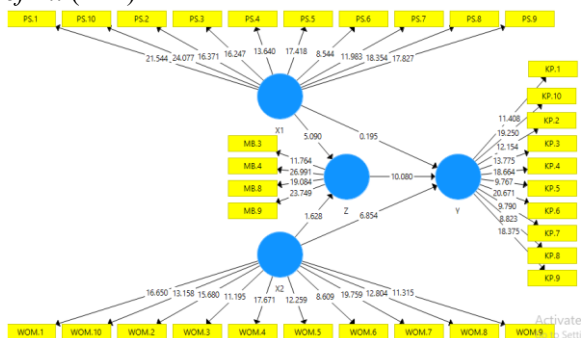 PS.1 PS.10 PS.2 PS.3 PS.4 PS.5 PS.6 PS.7 PS.8 PS.9
21.544 24.077 16.371 16.247 13.640 17.418 8.544 11.983 18.354 17.827
X1
5.090
0.195
MB.3
MB.4
MB.8
MB.9
11.764
26.991
19.084
23.749
Z
10.080
Y
1.628
6.854
X2
KP.1
KP.10
KP.2
KP.3
KP.4
KP.5
KP.6
KP.7
KP.8
KP.9
11.408
19.250
12.154
13.775
18.664
9.767
20.671
9.790
8.823
18.375
16.650 13.158 15.680 11.195 17.671 12.259 8.609 19.759 12.804 11.315
WOM.1 WOM.10 WOM.2 WOM.3 WOM.4 WOM.5 WOM.6 WOM.7 WOM.8 WOM.9
Activate